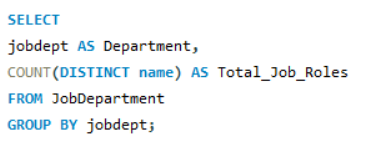 SELECT
jobdept AS Department,
COUNT(DISTINCT name) AS Total_Job_Roles
FROM JobDepartment
GROUP BY jobdept;